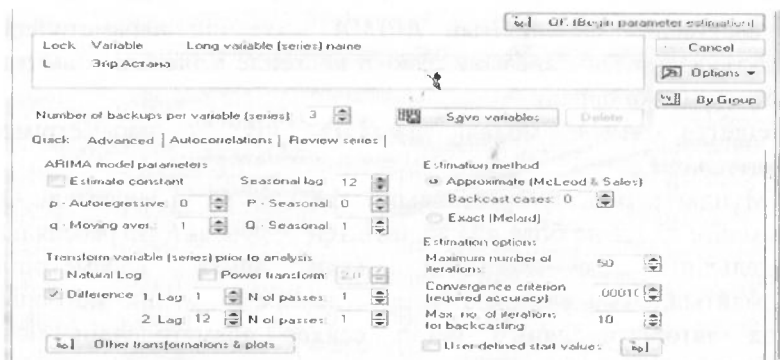 OK (Begin parameter estimation)
Lock Variable Long variable (series) name
L Эйр Астана
Cancel
Options
By Group
Number of backups per variable (series) 3
Save variables Delete
Quick Advanced Autocorrelations Review series
ARIMA model parameters
Estimate constant Seasonal lag: 12
p - Autoregressive: 0 P - Seasonal: 0
q - Moving aver.: 1 Q - Seasonal: 1
Transform variable (series) prior to analysis
Natural Log Power transform: 2.0
Difference 1: Lag: 1 N of passes: 1
2. Lag: 12 N of passes: 1
Other transformations & plots
Estimation method
Approximate (McLeod & Sales)
Backcast cases: 0
Exact (Melard)
Estimation options
Maximum number of
iterations: 50
Convergence criterion
(required accuracy) .00010
Max. no. of iterations
for backcasting 10
User-defined start values